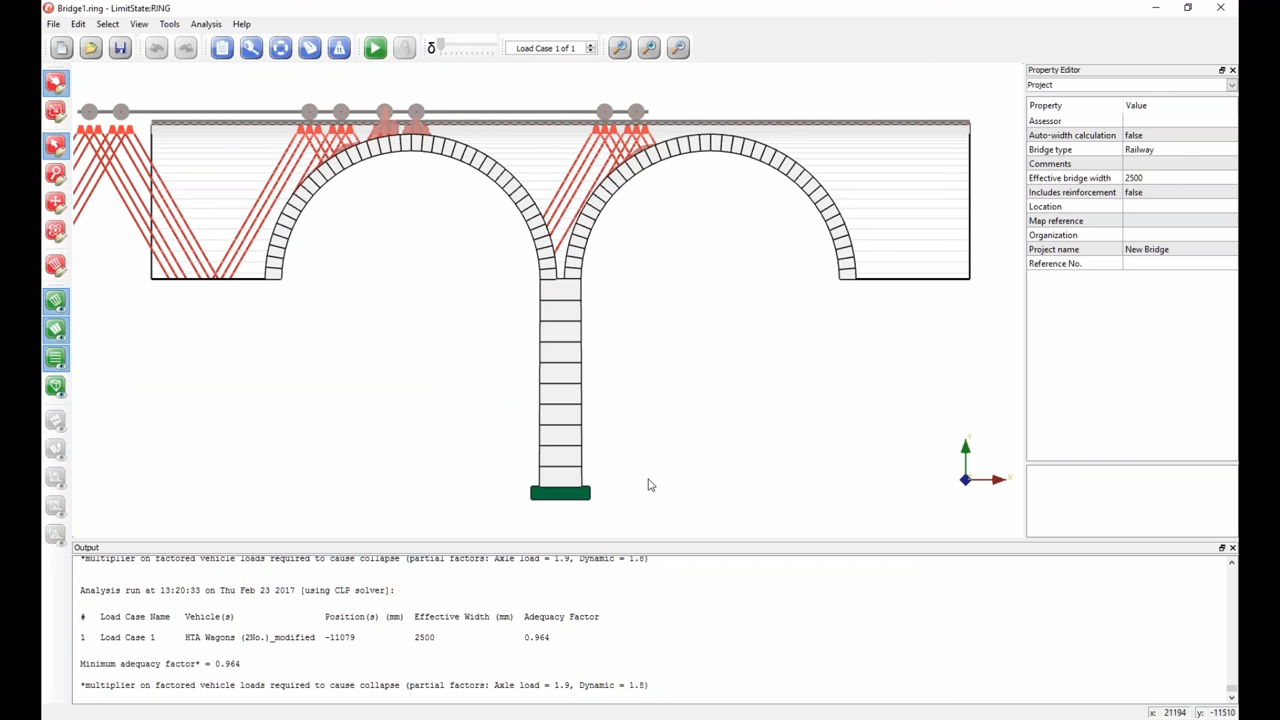 Bridge1.ring - LimitState:RING
File Edit Select View Tools Analysis Help
δ Load Case 1 of 1
Property Editor
Project
Property Value
Assessor
Auto-width calculation false
Bridge type Railway
Comments
Effective bridge width 2500
Includes reinforcement false
Location
Map reference
Organization
Project name New Bridge
Reference No.
Y
X
Output
*multiplier on factored vehicle loads required to cause collapse (partial factors: Axle load = 1.9, Dynamic = 1.8)
Analysis run at 13:20:33 on Thu Feb 23 2017 [using CLP solver]:
# Load Case Name Vehicle(s) Position(s) (mm) Effective Width (mm) Adequacy Factor
1 Load Case 1 HTA Wagons (2No.)_modified -11079 2500 0.964
Minimum adequacy factor* = 0.964
*multiplier on factored vehicle loads required to cause collapse (partial factors: Axle load = 1.9, Dynamic = 1.8)
x: 21194 y: -11510